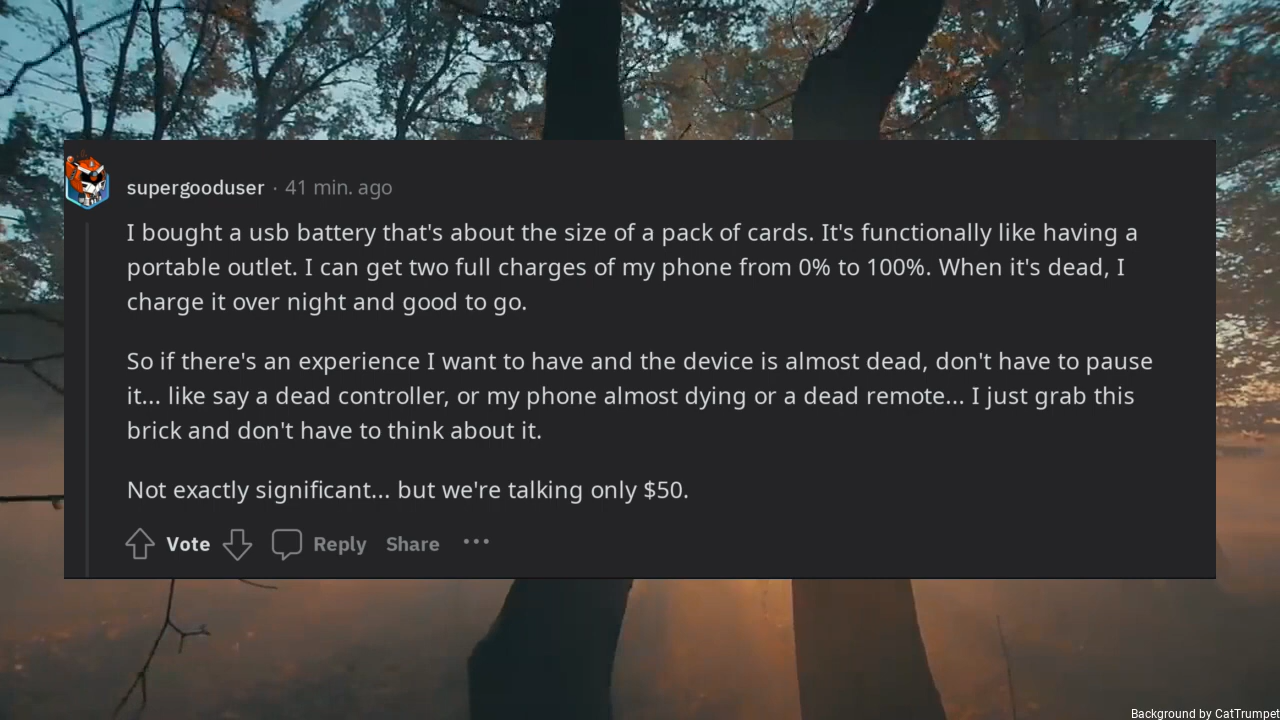 supergooduser · 41 min. ago
I bought a usb battery that's about the size of a pack of cards. It's functionally like having a
portable outlet. I can get two full charges of my phone from 0% to 100%. When it's dead, I
charge it over night and good to go.
So if there's an experience I want to have and the device is almost dead, don't have to pause
it... like say a dead controller, or my phone almost dying or a dead remote... I just grab this
brick and don't have to think about it.
Not exactly significant... but we're talking only $50.
Vote Reply Share ···
Background by CatTrumpet